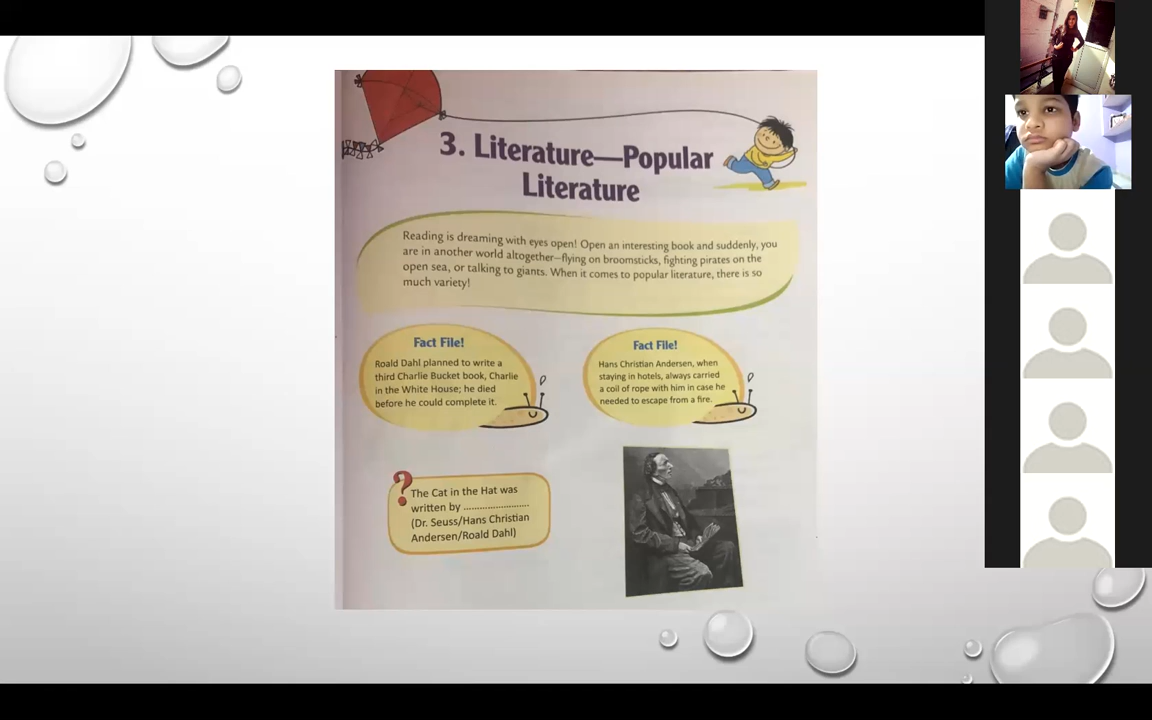 3. Literature—Popular
Literature
Reading is dreaming with eyes open! Open an interesting book and suddenly, you
are in another world altogether—flying on broomsticks, fighting pirates on the
open sea, or talking to giants. When it comes to popular literature, there is so
much variety!
Fact File!
Roald Dahl planned to write a
third Charlie Bucket book, Charlie
in the White House; he died
before he could complete it.
Fact File!
Hans Christian Andersen, when
staying in hotels, always carried
a coil of rope with him in case he
needed to escape from a fire.
? The Cat in the Hat was
written by ........................
(Dr. Seuss/Hans Christian
Andersen/Roald Dahl)